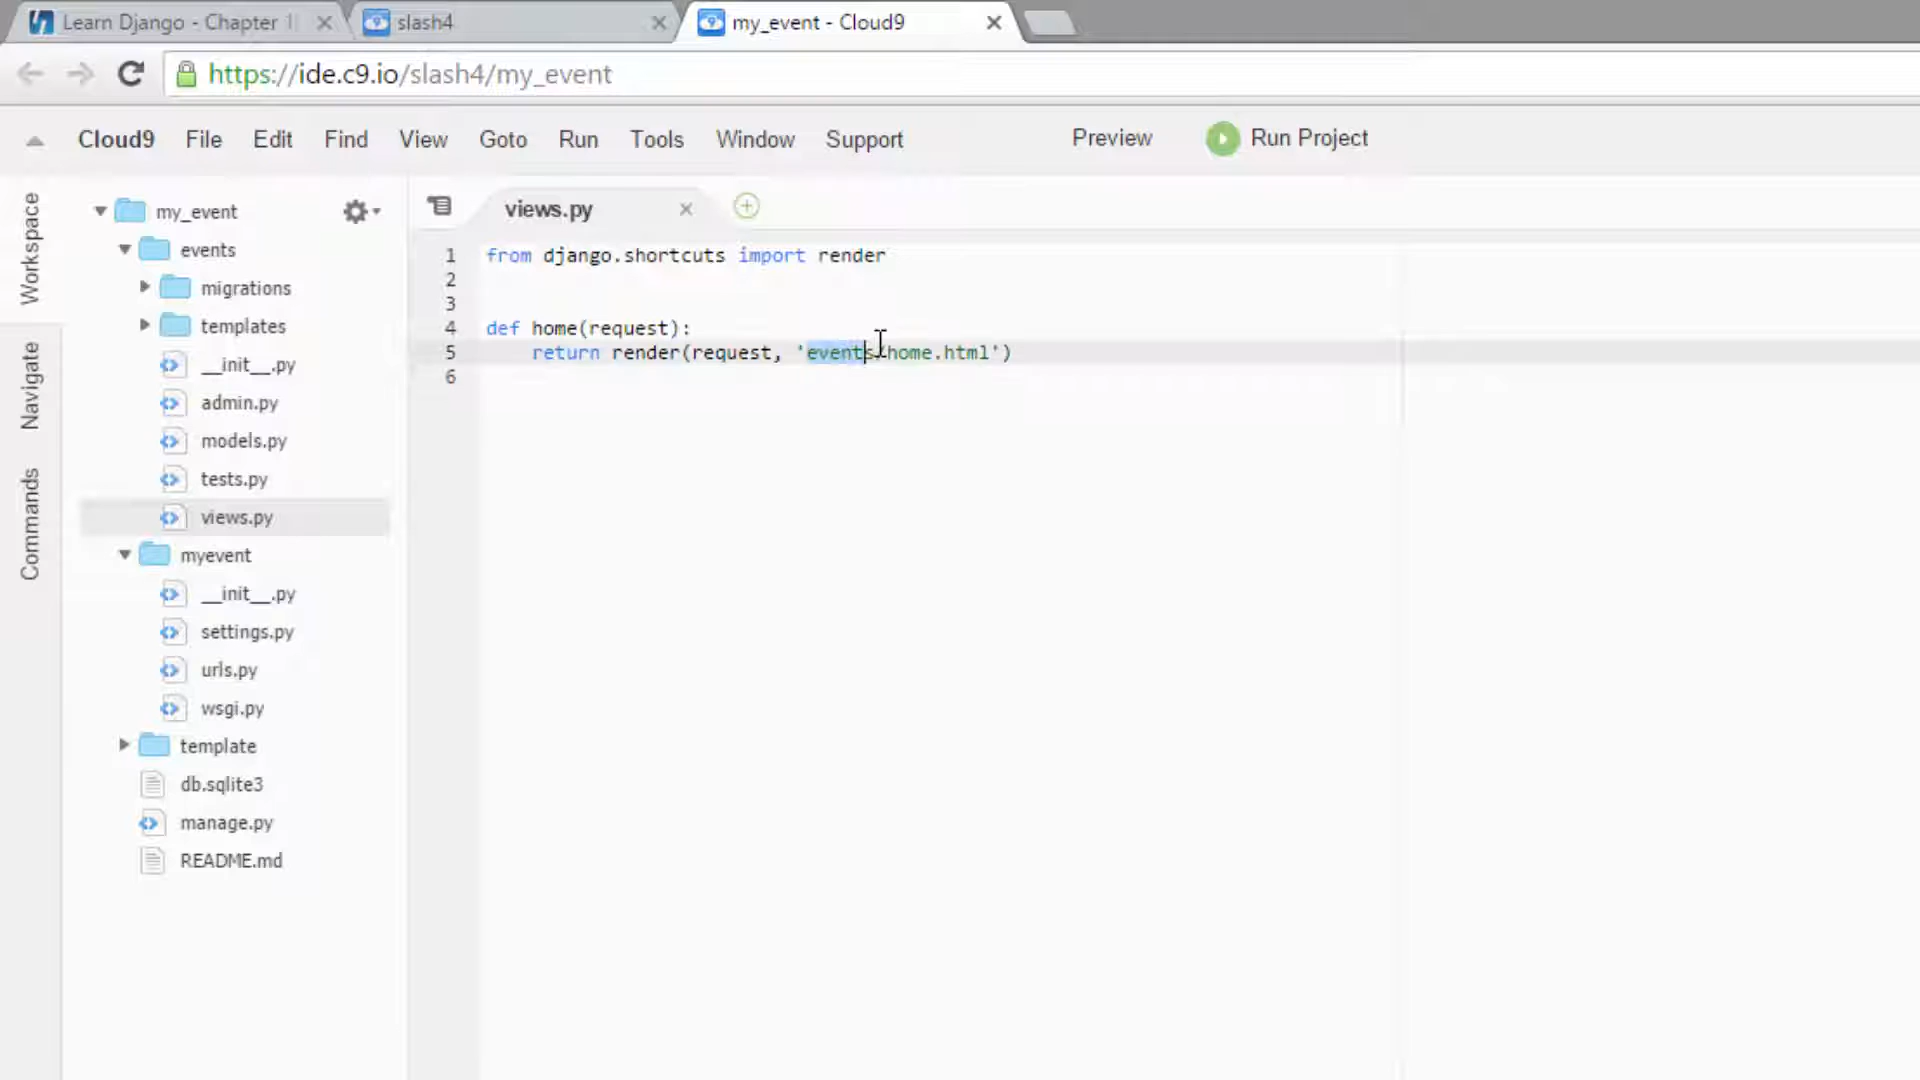 Learn Django - Chapter 1
slash4
my_event - Cloud9
https://ide.c9.io/slash4/my_event
Cloud9 File Edit Find View Goto Run Tools Window Support Preview Run Project
Workspace
Navigate
Commands
my_event
events
migrations
templates
__init__.py
admin.py
models.py
tests.py
views.py
myevent
__init__.py
settings.py
urls.py
wsgi.py
template
db.sqlite3
manage.py
README.md
views.py
1 from django.shortcuts import render
2
3
4 def home(request):
5 return render(request, 'events/home.html')
6